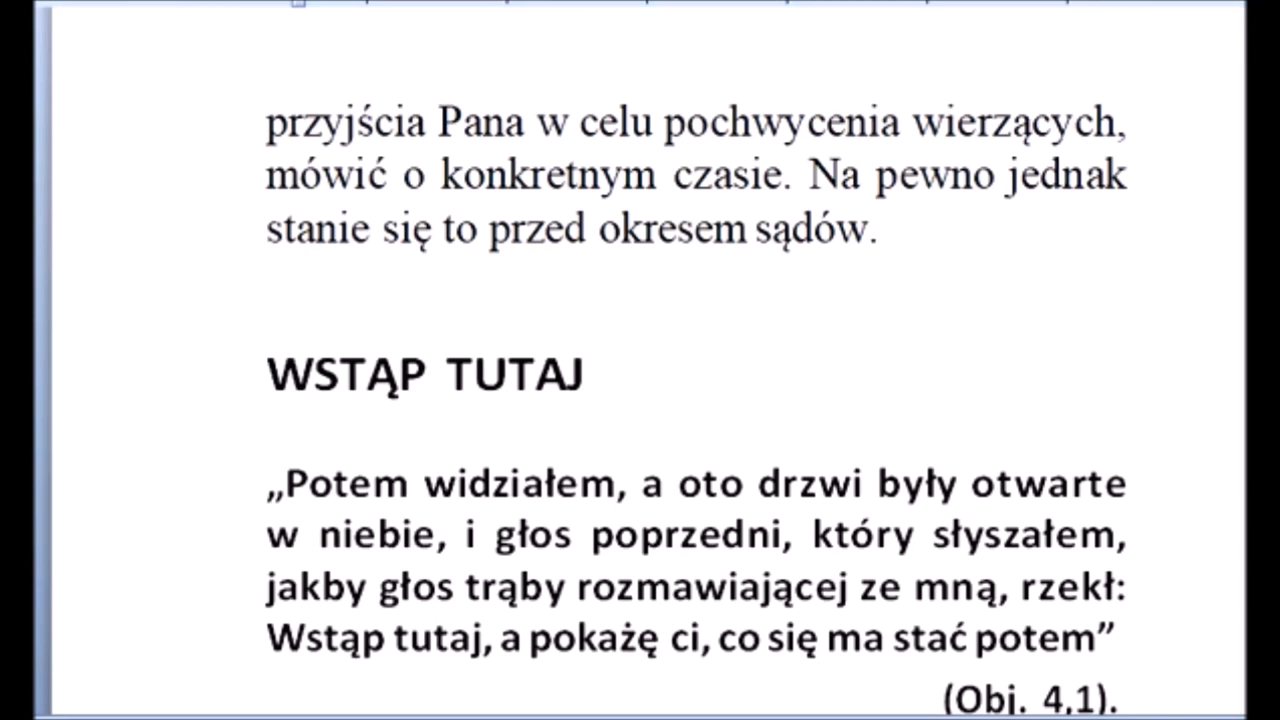 przyjścia Pana w celu pochwycenia wierzących,
mówić o konkretnym czasie. Na pewno jednak
stanie się to przed okresem sądów.
WSTĄP TUTAJ
„Potem widziałem, a oto drzwi były otwarte
w niebie, i głos poprzedni, który słyszałem,
jakby głos trąby rozmawiającej ze mną, rzekł:
Wstąp tutaj, a pokażę ci, co się ma stać potem”
(Obj. 4,1).